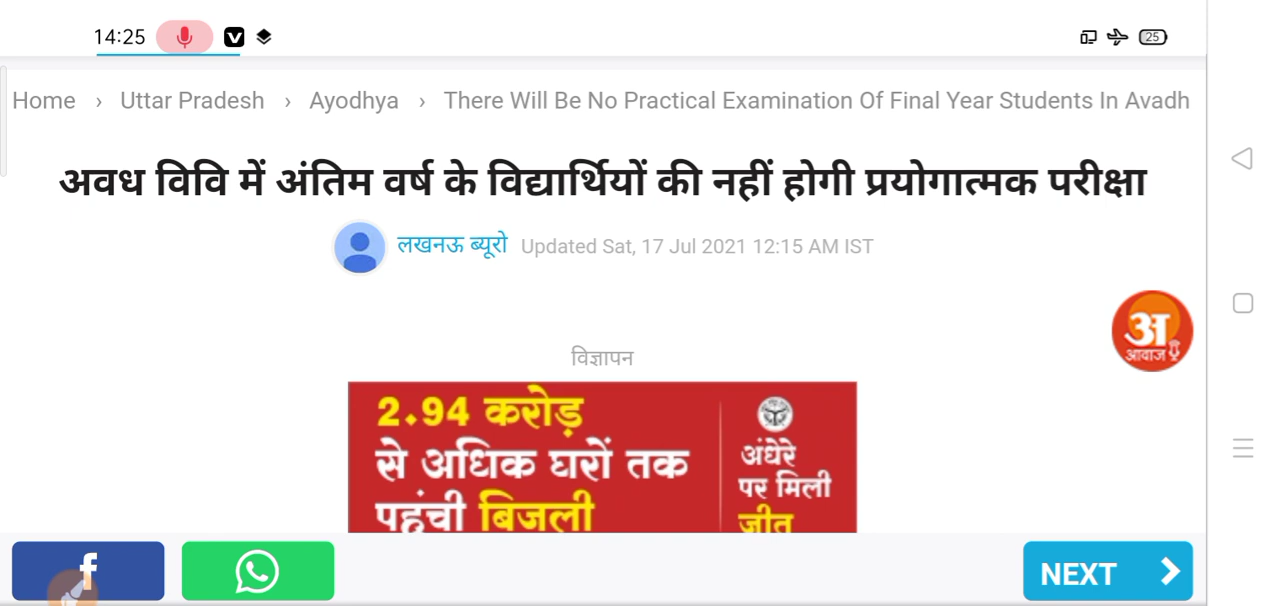 14:25
25
Home › Uttar Pradesh › Ayodhya › There Will Be No Practical Examination Of Final Year Students In Avadh
अवध विवि में अंतिम वर्ष के विद्यार्थियों की नहीं होगी प्रयोगात्मक परीक्षा
लखनऊ ब्यूरो Updated Sat, 17 Jul 2021 12:15 AM IST
अ
आवाज
विज्ञापन
2.94 करोड़
से अधिक घरों तक
पहुंची बिजली
अंधेरे
पर मिली
जीत
f
NEXT